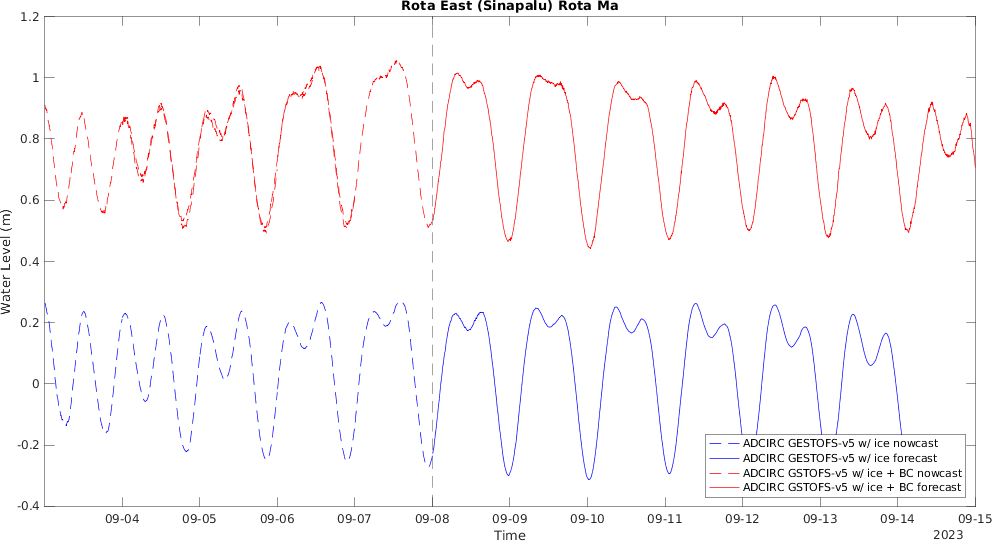 Rota East (Sinapalu) Rota Ma
1.2
1
0.8
0.6
0.4
0.2
0
-0.2
-0.4
Water Level (m)
ADCIRC GESTOFS-v5 w/ ice nowcast
ADCIRC GESTOFS-v5 w/ ice forecast
ADCIRC GSTOFS-v5 w/ ice + BC nowcast
ADCIRC GSTOFS-v5 w/ ice + BC forecast
09-04 09-05 09-06 09-07 09-08 09-09 09-10 09-11 09-12 09-13 09-14 09-15
Time
2023